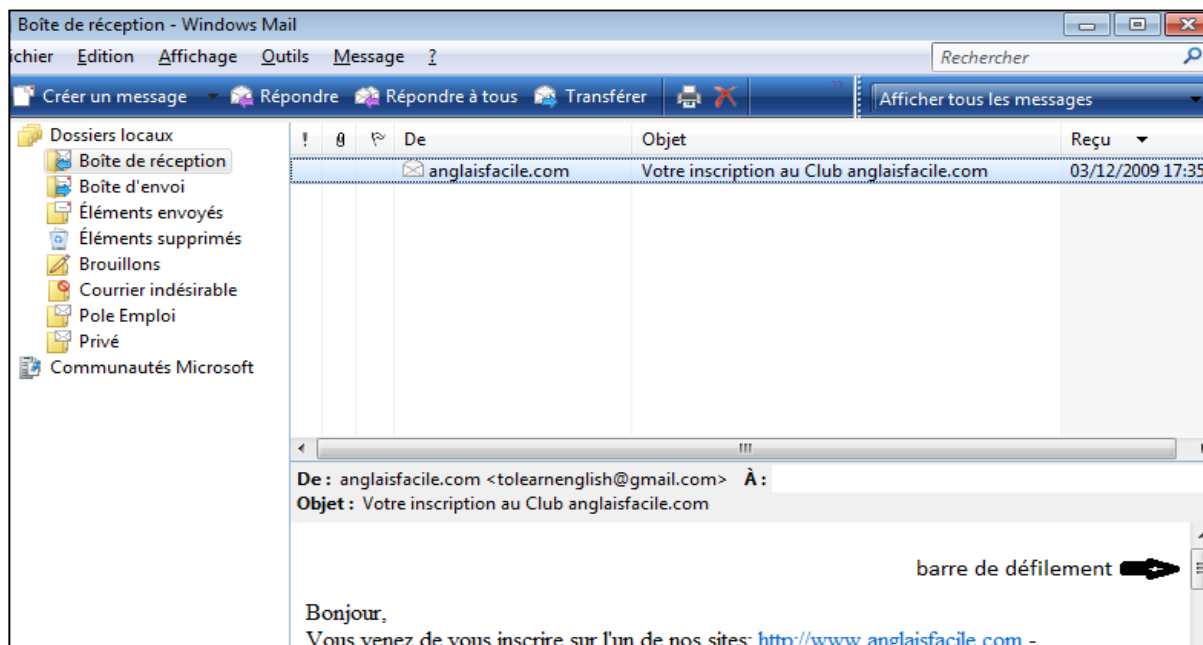 Boîte de réception - Windows Mail
ichier Edition Affichage Outils Message ? Rechercher
Créer un message Répondre Répondre à tous Transférer Afficher tous les messages
Dossiers locaux
Boîte de réception
Boîte d'envoi
Éléments envoyés
Éléments supprimés
Brouillons
Courrier indésirable
Pole Emploi
Privé
Communautés Microsoft
! De Objet Reçu
anglaisfacile.com Votre inscription au Club anglaisfacile.com 03/12/2009 17:35
De : anglaisfacile.com <tolearnenglish@gmail.com> À :
Objet : Votre inscription au Club anglaisfacile.com
barre de défilement
Bonjour,
Vous venez de vous inscrire sur l'un de nos sites: http://www.anglaisfacile.com -